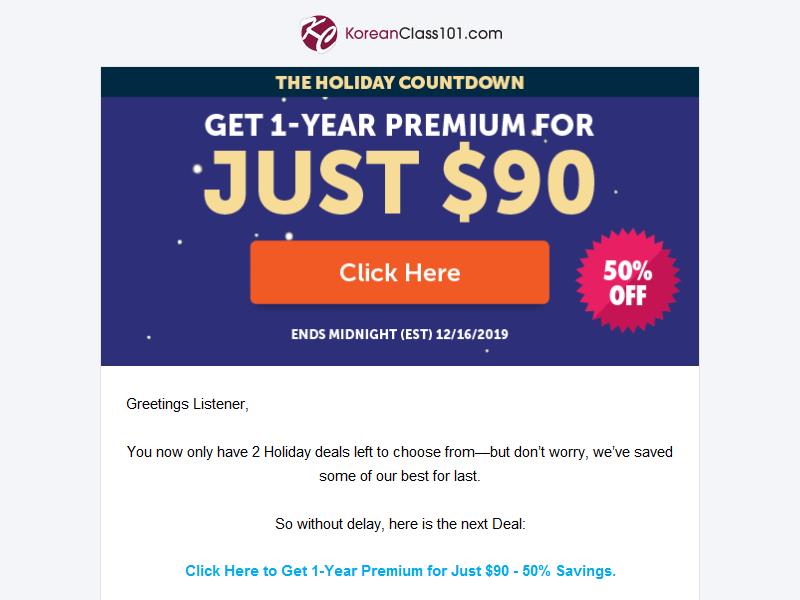 KoreanClass101.com
THE HOLIDAY COUNTDOWN
GET 1-YEAR PREMIUM FOR
JUST $90
Click Here
50%
OFF
ENDS MIDNIGHT (EST) 12/16/2019
Greetings Listener,
You now only have 2 Holiday deals left to choose from—but don’t worry, we’ve saved
some of our best for last.
So without delay, here is the next Deal:
Click Here to Get 1-Year Premium for Just $90 - 50% Savings.